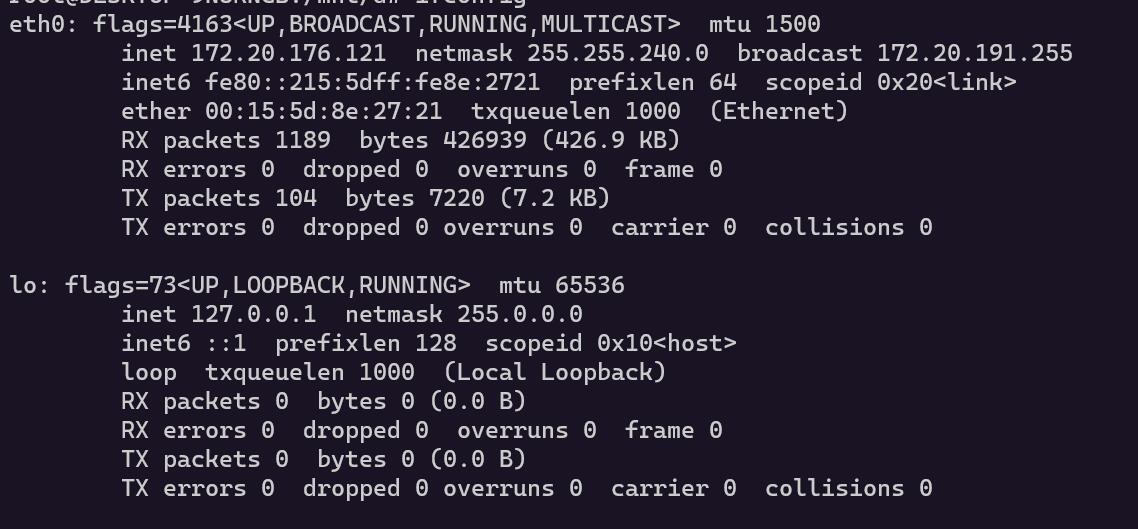 eth0: flags=4163<UP,BROADCAST,RUNNING,MULTICAST>  mtu 1500
        inet 172.20.176.121  netmask 255.255.240.0  broadcast 172.20.191.255
        inet6 fe80::215:5dff:fe8e:2721  prefixlen 64  scopeid 0x20<link>
        ether 00:15:5d:8e:27:21  txqueuelen 1000  (Ethernet)
        RX packets 1189  bytes 426939 (426.9 KB)
        RX errors 0  dropped 0  overruns 0  frame 0
        TX packets 104  bytes 7220 (7.2 KB)
        TX errors 0  dropped 0 overruns 0  carrier 0  collisions 0

lo: flags=73<UP,LOOPBACK,RUNNING>  mtu 65536
        inet 127.0.0.1  netmask 255.0.0.0
        inet6 ::1  prefixlen 128  scopeid 0x10<host>
        loop  txqueuelen 1000  (Local Loopback)
        RX packets 0  bytes 0 (0.0 B)
        RX errors 0  dropped 0  overruns 0  frame 0
        TX packets 0  bytes 0 (0.0 B)
        TX errors 0  dropped 0 overruns 0  carrier 0  collisions 0